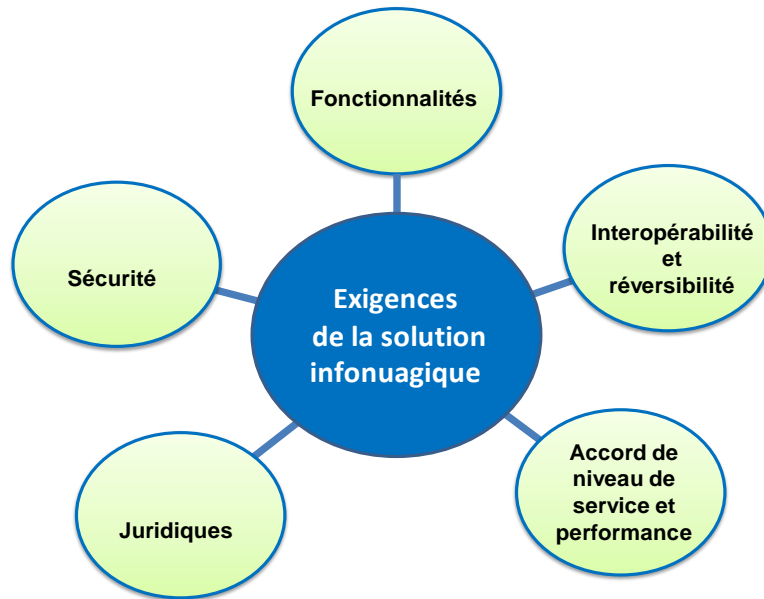 Fonctionnalités
Interopérabilité
et
réversibilité
Sécurité
Exigences
de la solution
infonuagique
Accord de
niveau de
service et
performance
Juridiques